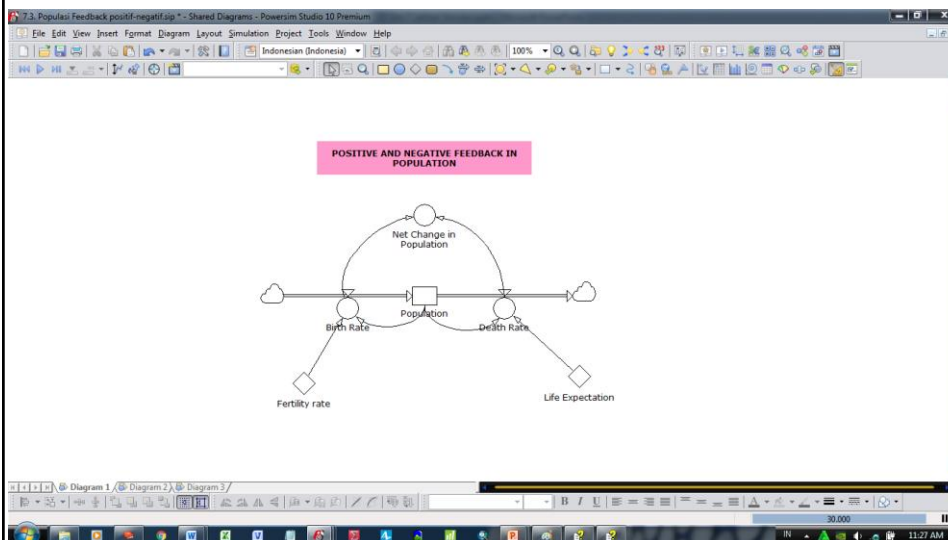 7.3. Populasi Feedback positif-negatif.sip * - Shared Diagrams - Powersim Studio 10 Premium
File Edit View Insert Format Diagram Layout Simulation Project Tools Window Help
Indonesian (Indonesia) 100%
POSITIVE AND NEGATIVE FEEDBACK IN
POPULATION
Net Change in
Population
Population
Birth Rate
Death Rate
Fertility rate
Life Expectation
Diagram 1 Diagram 2 Diagram 3
B I U
30.000
IN 11:27 AM